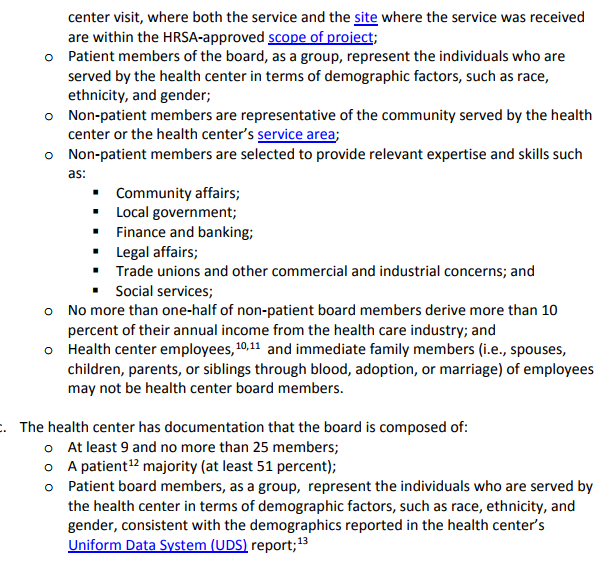 center visit, where both the service and the site where the service was received
are within the HRSA-approved scope of project;
o Patient members of the board, as a group, represent the individuals who are
served by the health center in terms of demographic factors, such as race,
ethnicity, and gender;
o Non-patient members are representative of the community served by the health
center or the health center's service area;
o Non-patient members are selected to provide relevant expertise and skills such
as:
▪ Community affairs;
▪ Local government;
▪ Finance and banking;
▪ Legal affairs;
▪ Trade unions and other commercial and industrial concerns; and
▪ Social services;
o No more than one-half of non-patient board members derive more than 10
percent of their annual income from the health care industry; and
o Health center employees,10,11 and immediate family members (i.e., spouses,
children, parents, or siblings through blood, adoption, or marriage) of employees
may not be health center board members.
c. The health center has documentation that the board is composed of:
o At least 9 and no more than 25 members;
o A patient12 majority (at least 51 percent);
o Patient board members, as a group, represent the individuals who are served by
the health center in terms of demographic factors, such as race, ethnicity, and
gender, consistent with the demographics reported in the health center's
Uniform Data System (UDS) report;13